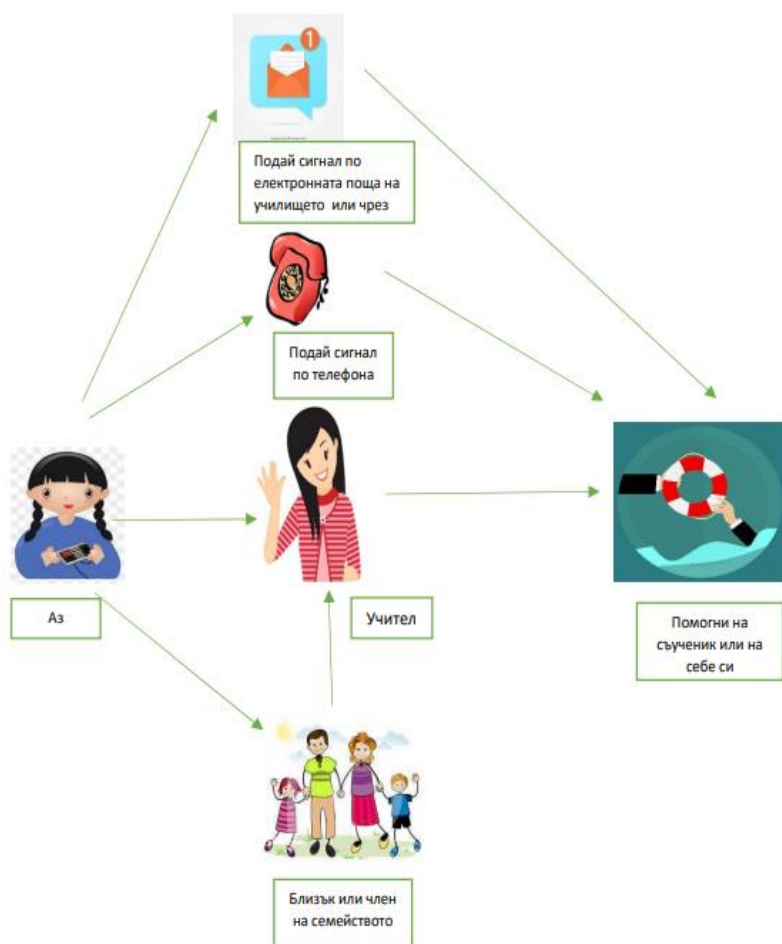 1
Подай сигнал по
електронната поща на
училището или чрез
Подай сигнал
по телефона
Аз
Учител
Помогни на
съученик или на
себе си
Близък или член
на семейството